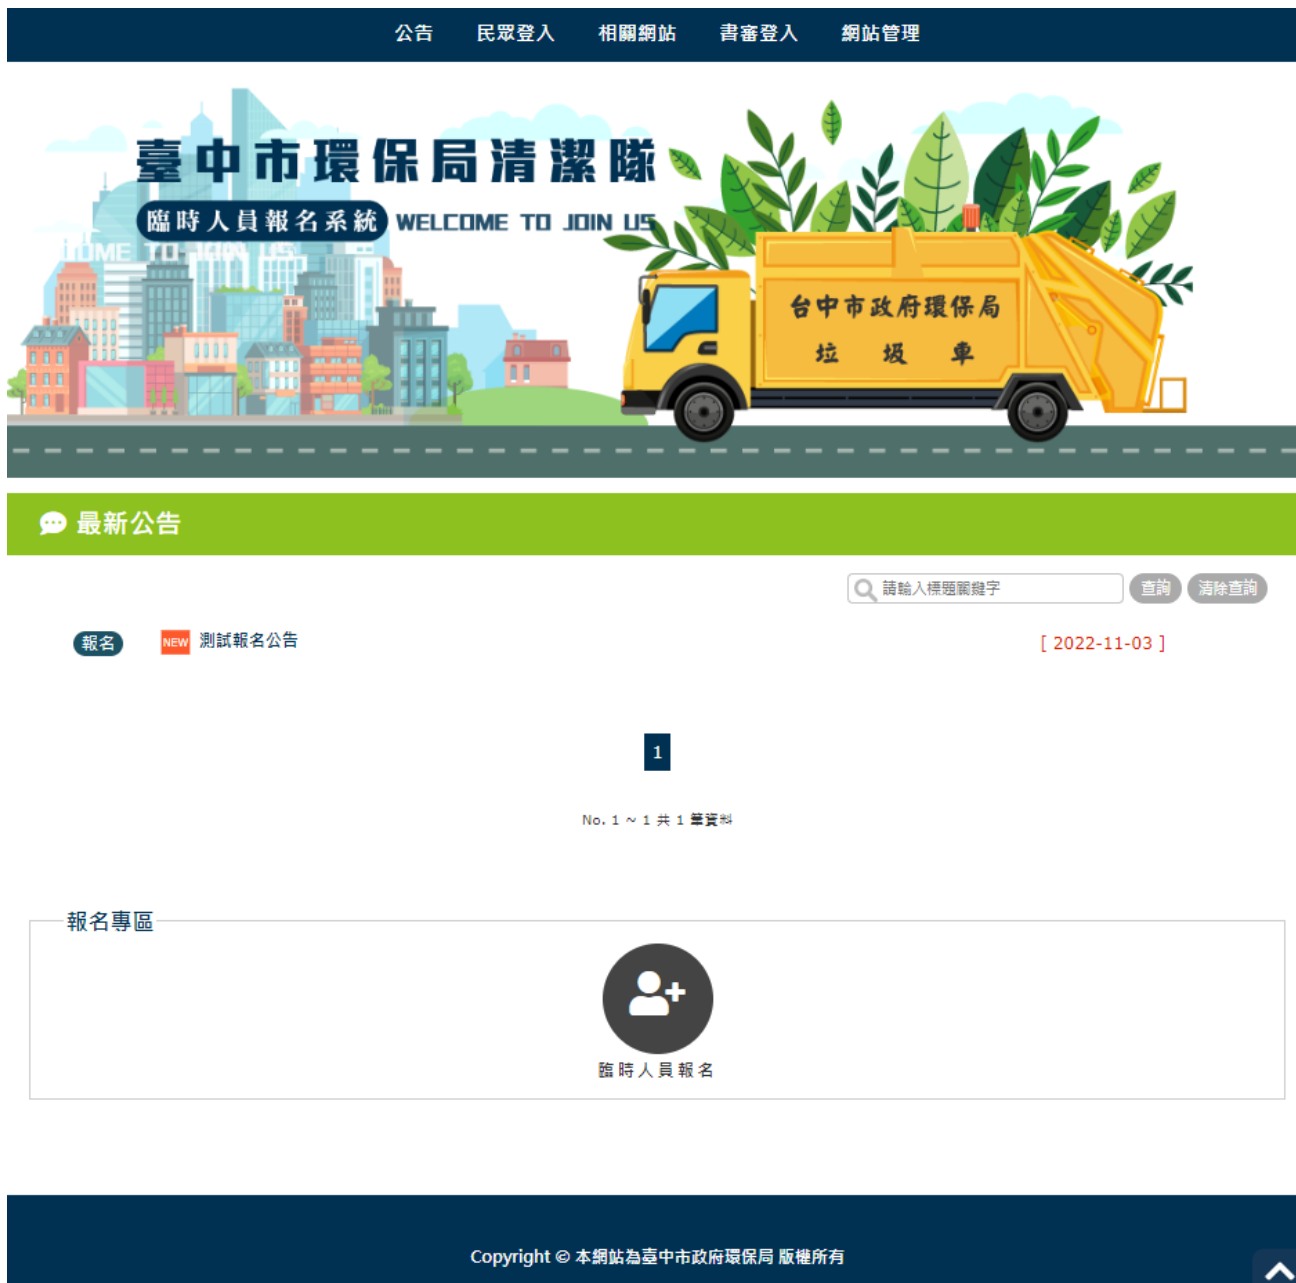 公告 民眾登入 相關網站 書審登入 網站管理
臺中市環保局清潔隊
臨時人員報名系統 WELCOME TO JOIN US
COME TO JOIN US
台中市政府環保局
垃圾車
最新公告
請輸入標題關鍵字 查詢 清除查詢
報名 NEW 測試報名公告 [ 2022-11-03 ]
1
No. 1 ~ 1 共 1 筆資料
報名專區
臨時人員報名
Copyright © 本網站為臺中市政府環保局 版權所有